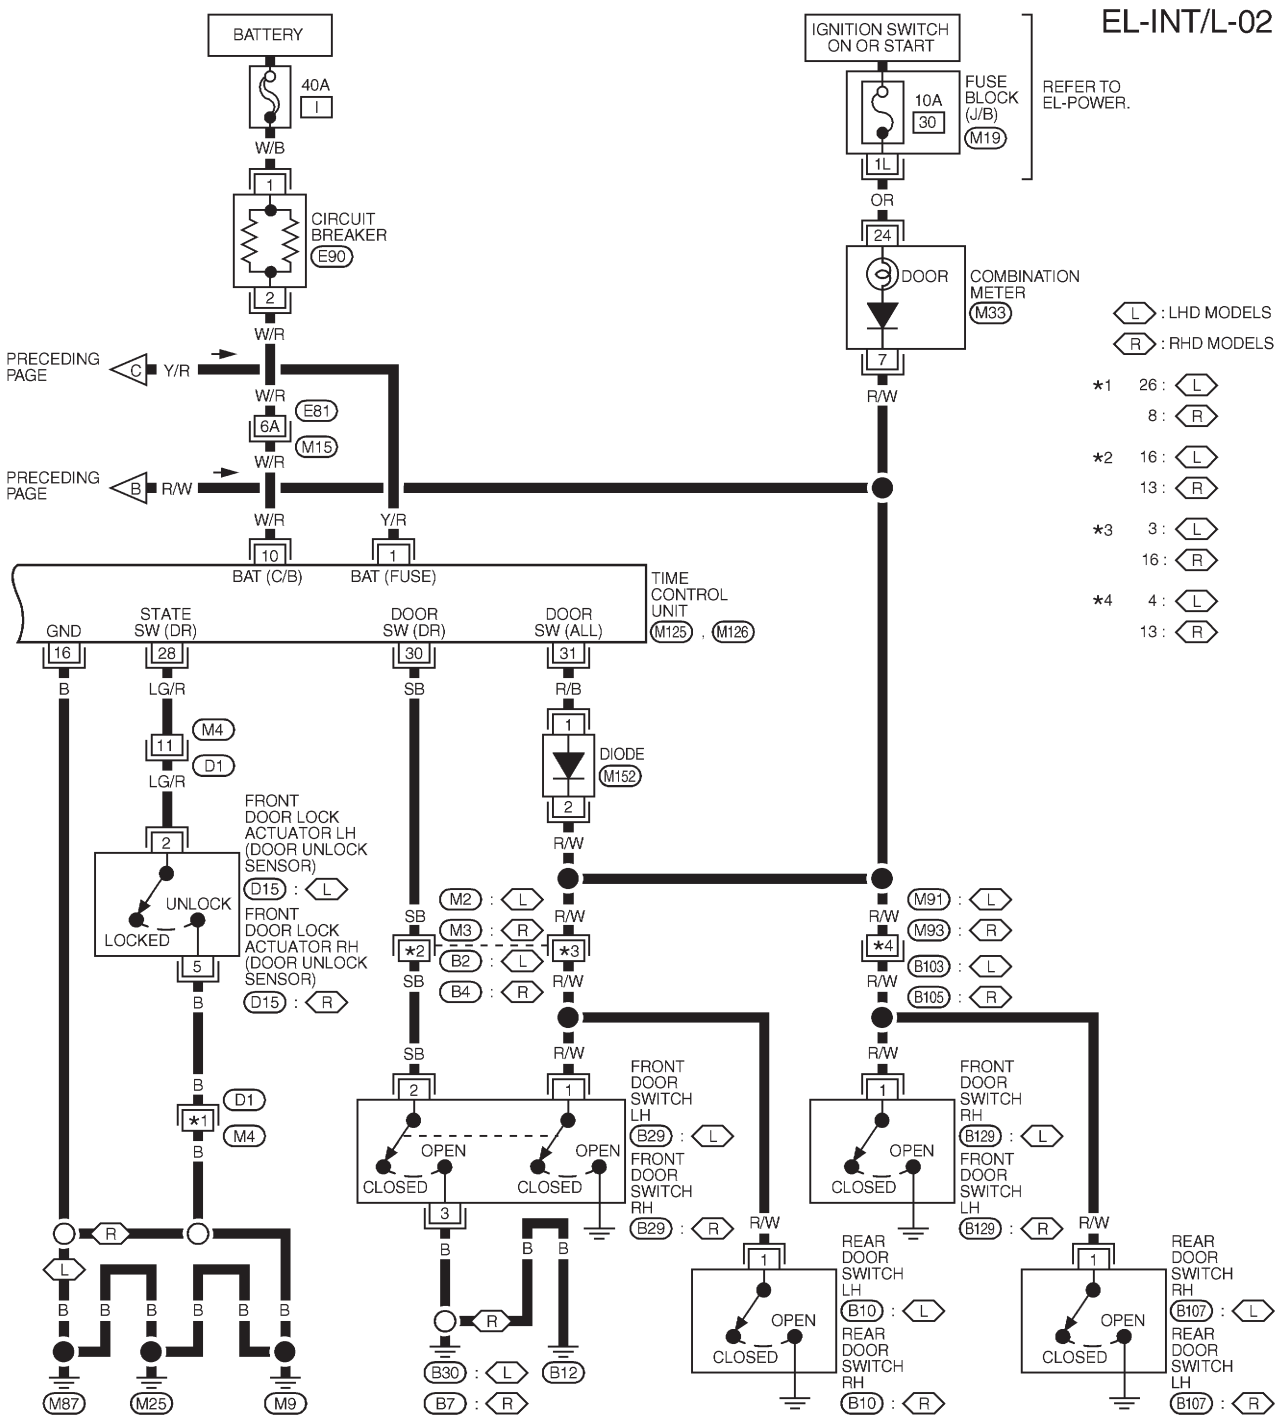 EL-INT/L-02
BATTERY
IGNITION SWITCH
ON OR START
40A
I
10A
30
FUSE
BLOCK
(J/B)
M19
REFER TO
EL-POWER.
W/B
1L
1
OR
CIRCUIT
BREAKER
E90
24
DOOR
COMBINATION
METER
M33
2
7
W/R
R/W
L : LHD MODELS
R : RHD MODELS
PRECEDING
PAGE
C
Y/R
W/R
E81
6A
M15
W/R
*1 26 : L
8 : R
*2 16 : L
13 : R
*3 3 : L
16 : R
*4 4 : L
13 : R
PRECEDING
PAGE
B
R/W
W/R
Y/R
10
1
BAT (C/B)
BAT (FUSE)
TIME
CONTROL
UNIT
M125 , M126
GND
STATE
SW (DR)
DOOR
SW (DR)
DOOR
SW (ALL)
16
28
30
31
B
LG/R
SB
R/B
M4
11
D1
LG/R
1
DIODE
M152
2
R/W
2
FRONT
DOOR LOCK
ACTUATOR LH
(DOOR UNLOCK
SENSOR)
D15 : L
FRONT
DOOR LOCK
ACTUATOR RH
(DOOR UNLOCK
SENSOR)
D15 : R
UNLOCK
LOCKED
5
B
SB
*2
SB
M2 : L
M3 : R
B2 : L
B4 : R
R/W
*3
R/W
R/W
*4
R/W
M91 : L
M93 : R
B103 : L
B105 : R
B
D1
*1
M4
B
SB
R/W
R/W
2
1
1
OPEN
CLOSED
OPEN
CLOSED
FRONT
DOOR
SWITCH
LH
B29 : L
FRONT
DOOR
SWITCH
RH
B29 : R
OPEN
CLOSED
FRONT
DOOR
SWITCH
RH
B129 : L
FRONT
DOOR
SWITCH
LH
B129 : R
3
R
L
B
B
B
B
B
B
B
B
B
R
R/W
R/W
1
1
OPEN
CLOSED
REAR
DOOR
SWITCH
LH
B10 : L
REAR
DOOR
SWITCH
RH
B10 : R
OPEN
CLOSED
REAR
DOOR
SWITCH
RH
B107 : L
REAR
DOOR
SWITCH
LH
B107 : R
M87
M25
M9
B30 : L
B7 : R
B12